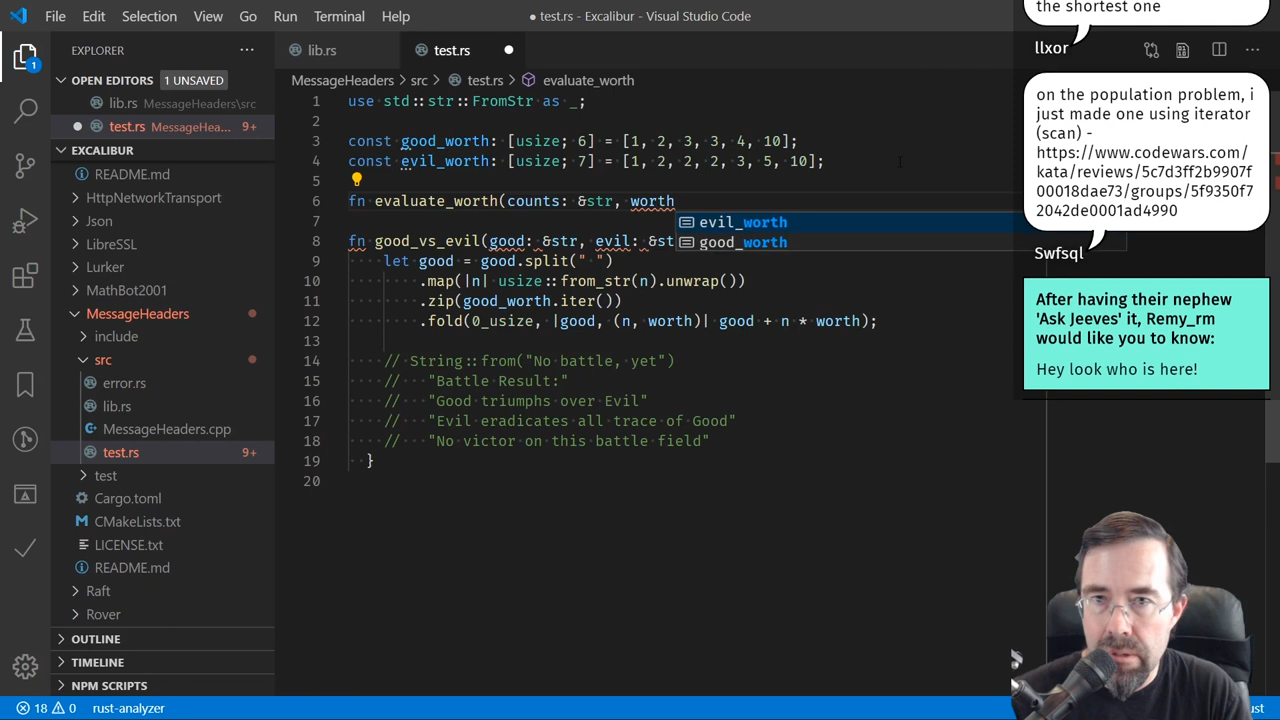 File Edit Selection View Go Run Terminal Help
● test.rs - Excalibur - Visual Studio Code
the shortest one
llxor
EXPLORER ···
lib.rs
test.rs ●
OPEN EDITORS 1 UNSAVED
MessageHeaders > src > test.rs > evaluate_worth
lib.rs MessageHeaders\src
● test.rs MessageHea... 9+
EXCALIBUR
README.md
HttpNetworkTransport
Json
LibreSSL
Lurker
MathBot2001
MessageHeaders
include
src
error.rs
lib.rs
MessageHeaders.cpp
test.rs 9+
test
Cargo.toml
CMakeLists.txt
LICENSE.txt
README.md
Raft
Rover
OUTLINE
TIMELINE
NPM SCRIPTS
1 use std::str::FromStr as _;
2
3 const good_worth: [usize; 6] = [1, 2, 3, 3, 4, 10];
4 const evil_worth: [usize; 7] = [1, 2, 2, 2, 3, 5, 10];
5
6 fn evaluate_worth(counts: &str, worth
evil_worth
good_worth
7
8 fn good_vs_evil(good: &str, evil: &st
9 let good = good.split(" ")
10 .map(|n| usize::from_str(n).unwrap())
11 .zip(good_worth.iter())
12 .fold(0_usize, |good, (n, worth)| good + n * worth);
13
14 // String::from("No battle, yet")
15 // "Battle Result:"
16 // "Good triumphs over Evil"
17 // "Evil eradicates all trace of Good"
18 // "No victor on this battle field"
19 }
20
on the population problem, i
just made one using iterator
(scan) -
https://www.codewars.com/
kata/reviews/5c7d3ff2b9907f
00018dae73/groups/5f9350f7
2042de0001ad4990
Swfsql
After having their nephew
'Ask Jeeves' it, Remy_rm
would like you to know:
Hey look who is here!
1
18 0 rust-analyzer